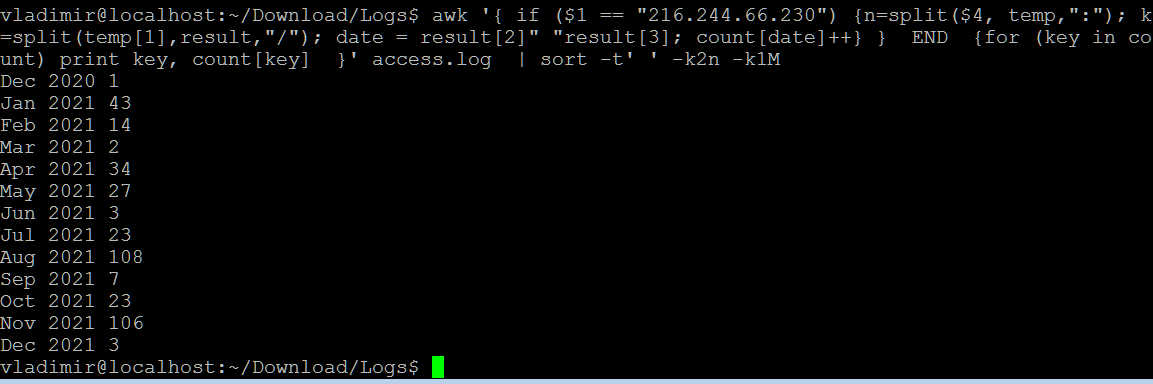 vladimir@localhost:~/Download/Logs$ awk '{ if ($1 == "216.244.66.230") {n=split($4, temp,":"); k
=split(temp[1],result,"/"); date = result[2]" "result[3]; count[date]++} }  END  {for (key in co
unt) print key, count[key]  }' access.log  | sort -t' ' -k2n -k1M
Dec 2020 1
Jan 2021 43
Feb 2021 14
Mar 2021 2
Apr 2021 34
May 2021 27
Jun 2021 3
Jul 2021 23
Aug 2021 108
Sep 2021 7
Oct 2021 23
Nov 2021 106
Dec 2021 3
vladimir@localhost:~/Download/Logs$